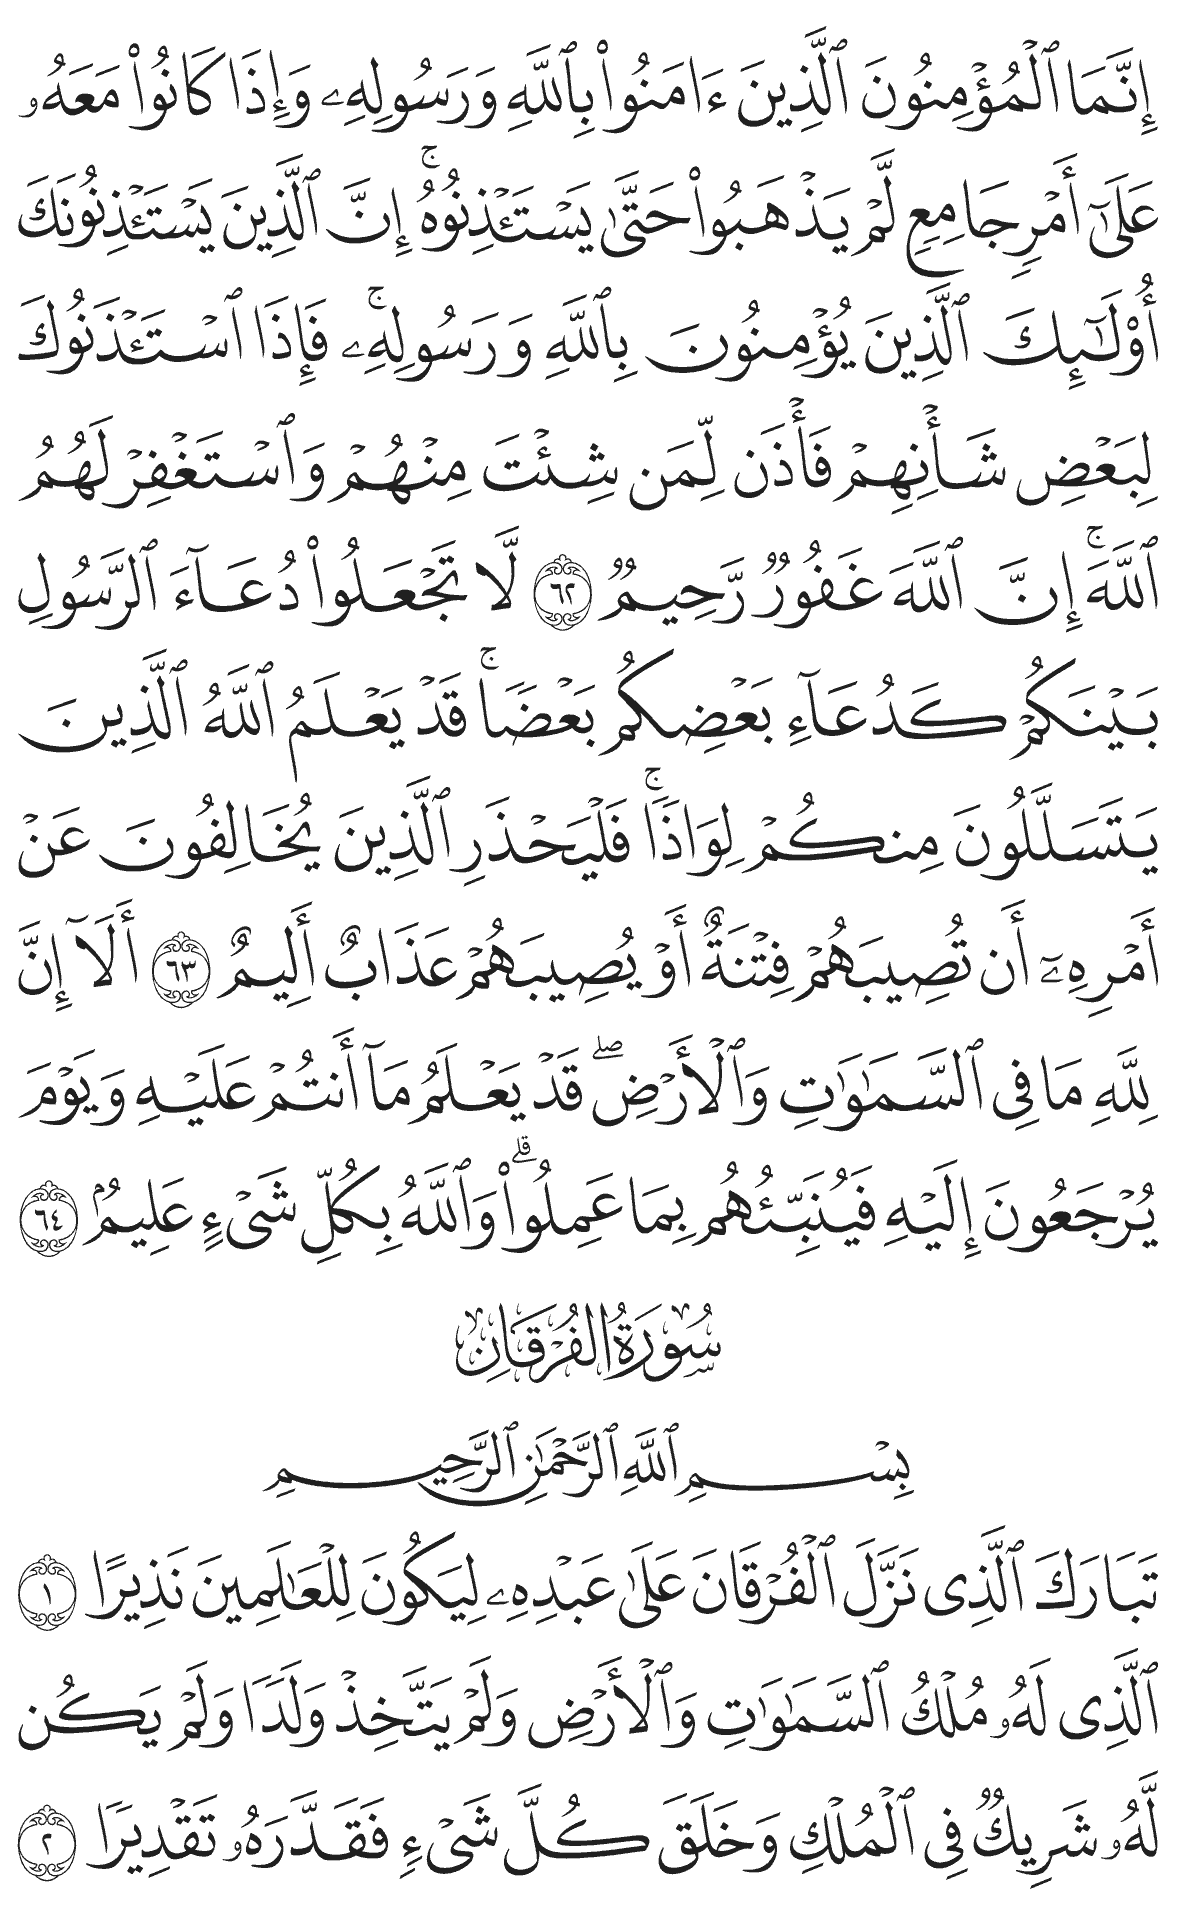 إِنَّمَا ٱلْمُؤْمِنُونَ ٱلَّذِينَ ءَامَنُوا۟ بِٱللَّهِ وَرَسُولِهِۦ وَإِذَا كَانُوا۟ مَعَهُۥ
عَلَىٰٓ أَمْرٍ جَامِعٍ لَّمْ يَذْهَبُوا۟ حَتَّىٰ يَسْتَـْٔذِنُوهُ ۚ إِنَّ ٱلَّذِينَ يَسْتَـْٔذِنُونَكَ
أُو۟لَـٰٓئِكَ ٱلَّذِينَ يُؤْمِنُونَ بِٱللَّهِ وَرَسُولِهِۦ ۚ فَإِذَا ٱسْتَـْٔذَنُوكَ
لِبَعْضِ شَأْنِهِمْ فَأْذَن لِّمَن شِئْتَ مِنْهُمْ وَٱسْتَغْفِرْ لَهُمُ
ٱللَّهَ ۚ إِنَّ ٱللَّهَ غَفُورٌ رَّحِيمٌ ٦٢ لَّا تَجْعَلُوا۟ دُعَآءَ ٱلرَّسُولِ
بَيْنَكُمْ كَدُعَآءِ بَعْضِكُم بَعْضًا ۚ قَدْ يَعْلَمُ ٱللَّهُ ٱلَّذِينَ
يَتَسَلَّلُونَ مِنكُمْ لِوَاذًا ۚ فَلْيَحْذَرِ ٱلَّذِينَ يُخَالِفُونَ عَنْ
أَمْرِهِۦٓ أَن تُصِيبَهُمْ فِتْنَةٌ أَوْ يُصِيبَهُمْ عَذَابٌ أَلِيمٌ ٦٣ أَلَآ إِنَّ
لِلَّهِ مَا فِى ٱلسَّمَـٰوَٰتِ وَٱلْأَرْضِ ۖ قَدْ يَعْلَمُ مَآ أَنتُمْ عَلَيْهِ وَيَوْمَ
يُرْجَعُونَ إِلَيْهِ فَيُنَبِّئُهُم بِمَا عَمِلُوا۟ ۗ وَٱللَّهُ بِكُلِّ شَىْءٍ عَلِيمٌۢ ٦٤
سُورَةُ الفُرْقَانِ
بِسْمِ ٱللَّهِ ٱلرَّحْمَـٰنِ ٱلرَّحِيمِ
تَبَارَكَ ٱلَّذِى نَزَّلَ ٱلْفُرْقَانَ عَلَىٰ عَبْدِهِۦ لِيَكُونَ لِلْعَـٰلَمِينَ نَذِيرًا ١
ٱلَّذِى لَهُۥ مُلْكُ ٱلسَّمَـٰوَٰتِ وَٱلْأَرْضِ وَلَمْ يَتَّخِذْ وَلَدًا وَلَمْ يَكُن
لَّهُۥ شَرِيكٌ فِى ٱلْمُلْكِ وَخَلَقَ كُلَّ شَىْءٍ فَقَدَّرَهُۥ تَقْدِيرًا ٢